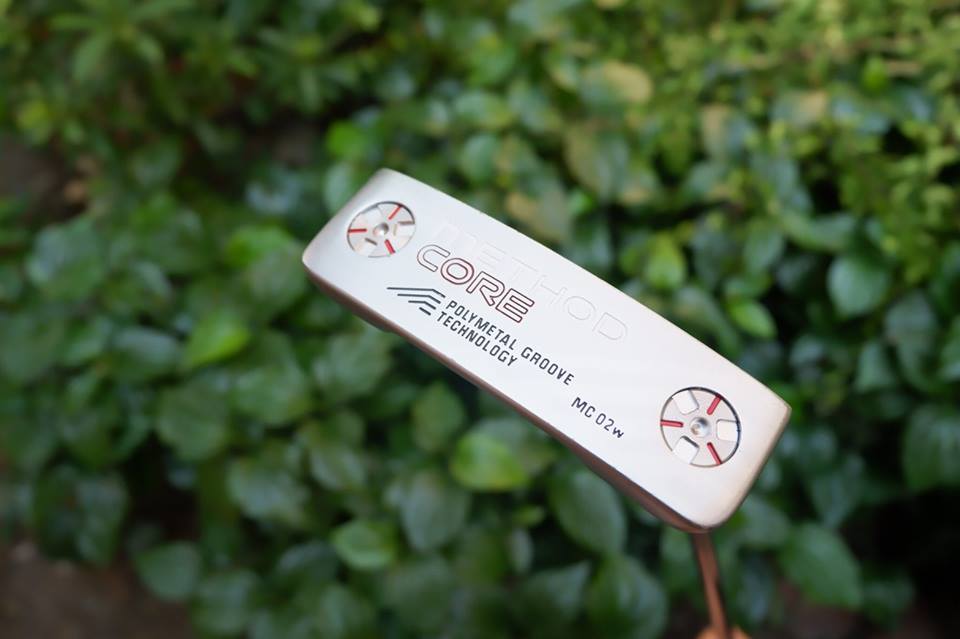 METHOD
CORE
POLYMETAL GROOVE
TECHNOLOGY
MC 02w